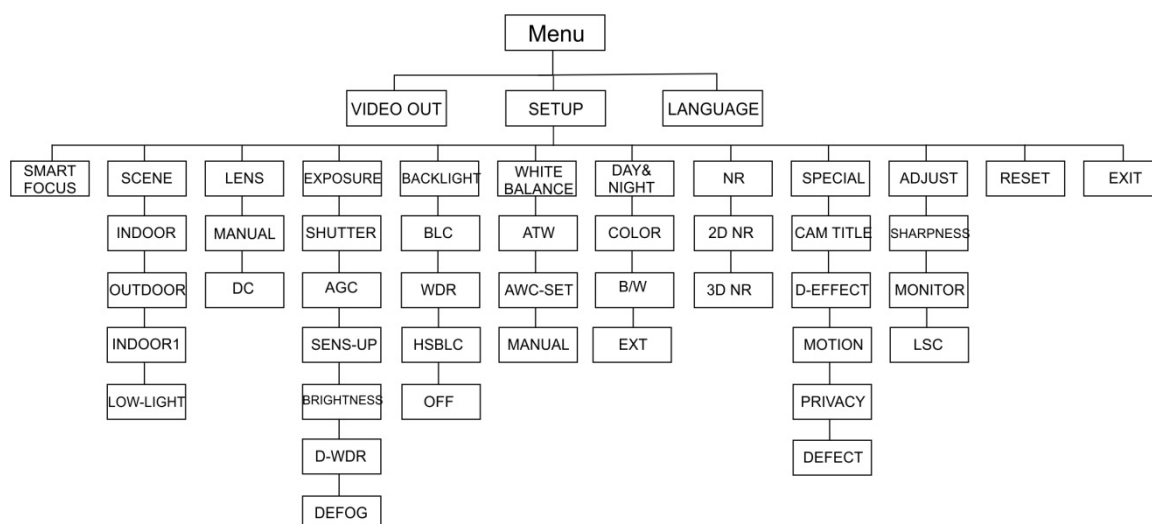 Menu
VIDEO OUT
SETUP
LANGUAGE
SMART
FOCUS
SCENE
LENS
EXPOSURE
BACKLIGHT
WHITE
BALANCE
DAY&
NIGHT
NR
SPECIAL
ADJUST
RESET
EXIT
INDOOR
MANUAL
SHUTTER
BLC
ATW
COLOR
2D NR
CAM TITLE
SHARPNESS
OUTDOOR
DC
AGC
WDR
AWC-SET
B/W
3D NR
D-EFFECT
MONITOR
INDOOR1
SENS-UP
HSBLC
MANUAL
EXT
MOTION
LSC
LOW-LIGHT
BRIGHTNESS
OFF
PRIVACY
D-WDR
DEFECT
DEFOG